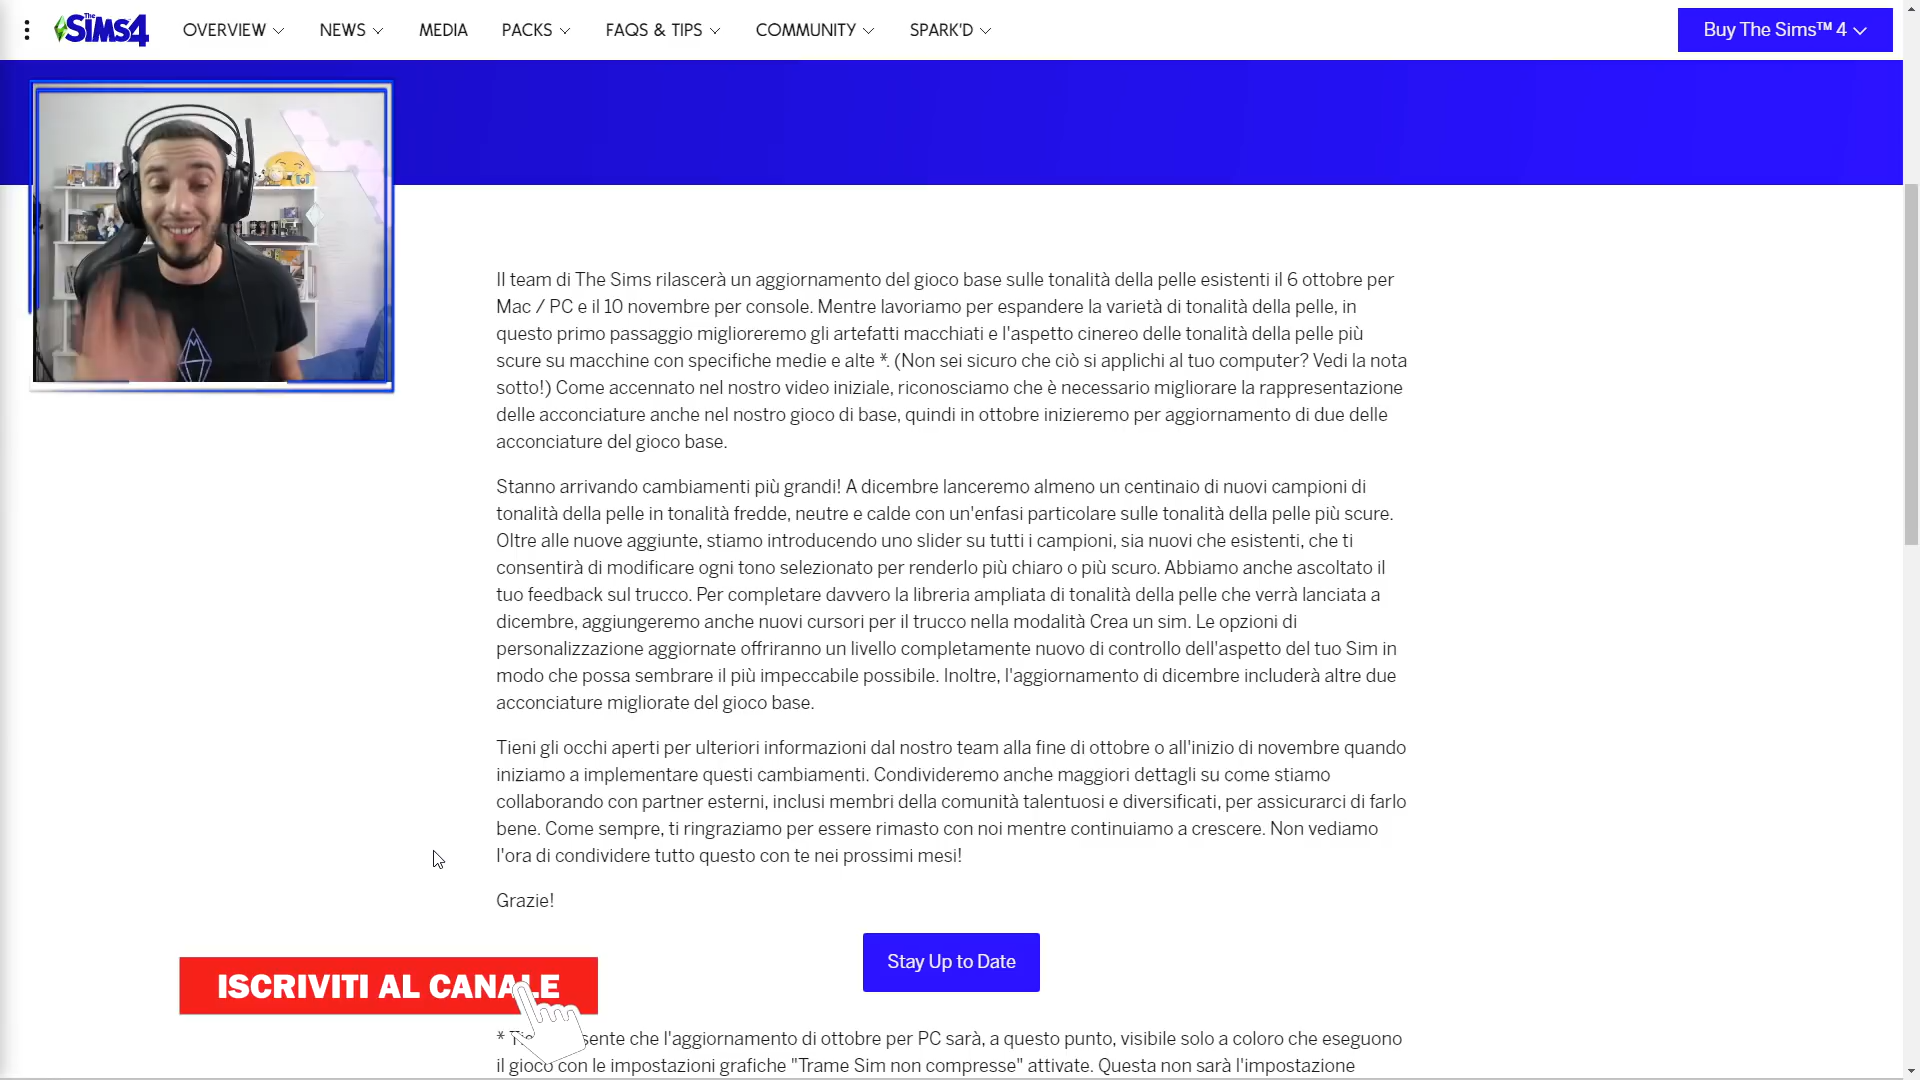 The Sims 4
OVERVIEW
NEWS
MEDIA
PACKS
FAQS & TIPS
COMMUNITY
SPARK'D
Buy The Sims™ 4
Il team di The Sims rilascerà un aggiornamento del gioco base sulle tonalità della pelle esistenti il 6 ottobre per
Mac / PC e il 10 novembre per console. Mentre lavoriamo per espandere la varietà di tonalità della pelle, in
questo primo passaggio miglioreremo gli artefatti macchiati e l'aspetto cinereo delle tonalità della pelle più
scure su macchine con specifiche medie e alte *. (Non sei sicuro che ciò si applichi al tuo computer? Vedi la nota
sotto!) Come accennato nel nostro video iniziale, riconosciamo che è necessario migliorare la rappresentazione
delle acconciature anche nel nostro gioco di base, quindi in ottobre inizieremo per aggiornamento di due delle
acconciature del gioco base.
Stanno arrivando cambiamenti più grandi! A dicembre lanceremo almeno un centinaio di nuovi campioni di
tonalità della pelle in tonalità fredde, neutre e calde con un'enfasi particolare sulle tonalità della pelle più scure.
Oltre alle nuove aggiunte, stiamo introducendo uno slider su tutti i campioni, sia nuovi che esistenti, che ti
consentirà di modificare ogni tono selezionato per renderlo più chiaro o più scuro. Abbiamo anche ascoltato il
tuo feedback sul trucco. Per completare davvero la libreria ampliata di tonalità della pelle che verrà lanciata a
dicembre, aggiungeremo anche nuovi cursori per il trucco nella modalità Crea un sim. Le opzioni di
personalizzazione aggiornate offriranno un livello completamente nuovo di controllo dell'aspetto del tuo Sim in
modo che possa sembrare il più impeccabile possibile. Inoltre, l'aggiornamento di dicembre includerà altre due
acconciature migliorate del gioco base.
Tieni gli occhi aperti per ulteriori informazioni dal nostro team alla fine di ottobre o all'inizio di novembre quando
iniziamo a implementare questi cambiamenti. Condivideremo anche maggiori dettagli su come stiamo
collaborando con partner esterni, inclusi membri della comunità talentuosi e diversificati, per assicurarci di farlo
bene. Come sempre, ti ringraziamo per essere rimasto con noi mentre continuiamo a crescere. Non vediamo
l'ora di condividere tutto questo con te nei prossimi mesi!
Grazie!
Stay Up to Date
ISCRIVITI AL CANALE
* che l'aggiornamento di ottobre per PC sarà, a questo punto, visibile solo a coloro che eseguono
il gioco con le impostazioni grafiche "Trame Sim non compresse" attivate. Questa non sarà l'impostazione